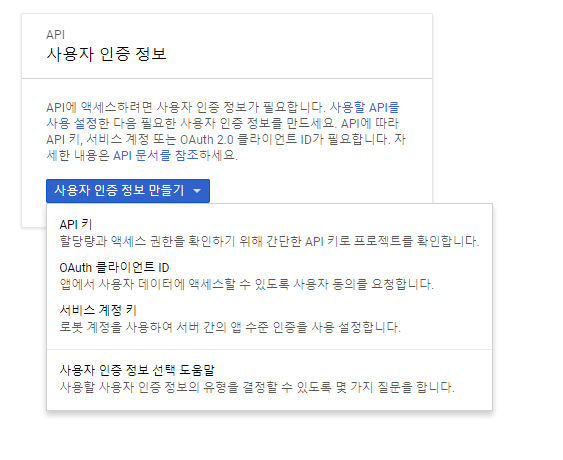 API
사용자 인증 정보
API에 액세스하려면 사용자 인증 정보가 필요합니다. 사용할 API를
사용 설정한 다음 필요한 사용자 인증 정보를 만드세요. API에 따라
API 키, 서비스 계정 또는 OAuth 2.0 클라이언트 ID가 필요합니다. 자
세한 내용은 API 문서를 참조하세요.
사용자 인증 정보 만들기
API 키
할당량과 액세스 권한을 확인하기 위해 간단한 API 키로 프로젝트를 확인합니다.
OAuth 클라이언트 ID
앱에서 사용자 데이터에 액세스할 수 있도록 사용자 동의를 요청합니다.
서비스 계정 키
로봇 계정을 사용하여 서버 간의 앱 수준 인증을 사용 설정합니다.
사용자 인증 정보 선택 도움말
사용할 사용자 인증 정보의 유형을 결정할 수 있도록 몇 가지 질문을 합니다.